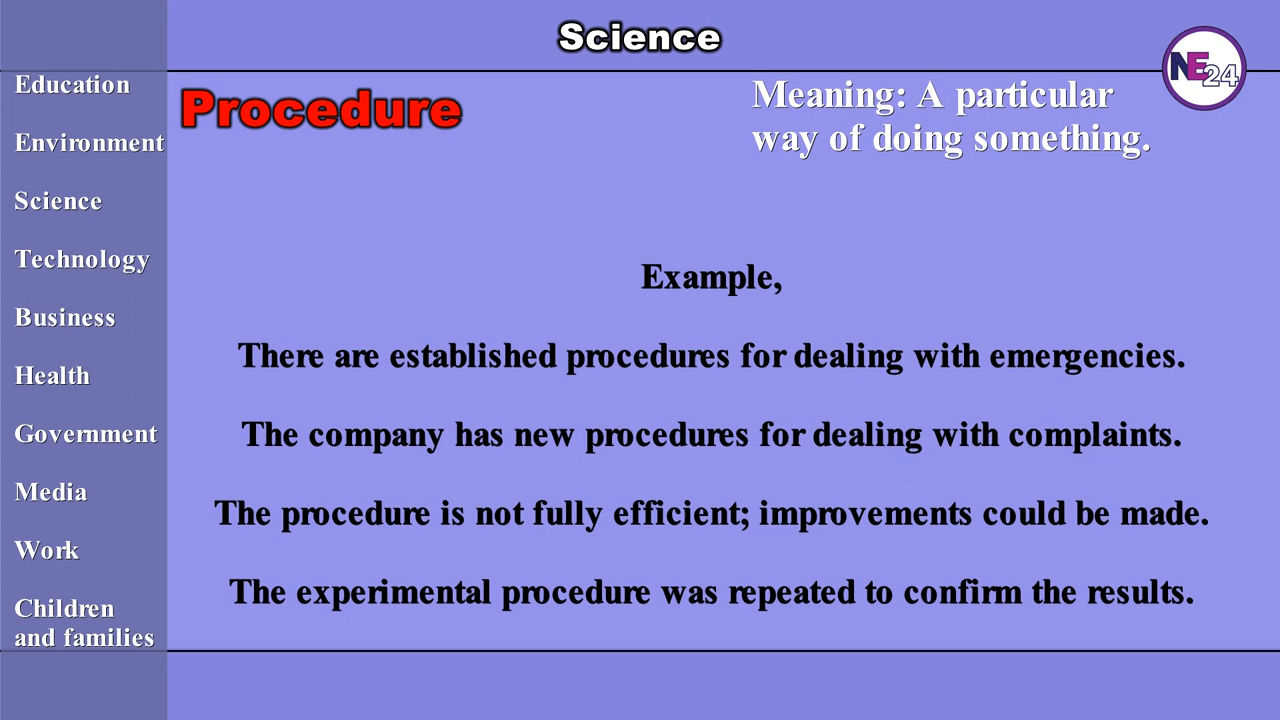 Science
NE24
Education
Environment
Science
Technology
Business
Health
Government
Media
Work
Children
and families
Procedure
Meaning: A particular
way of doing something.
Example,
There are established procedures for dealing with emergencies.
The company has new procedures for dealing with complaints.
The procedure is not fully efficient; improvements could be made.
The experimental procedure was repeated to confirm the results.